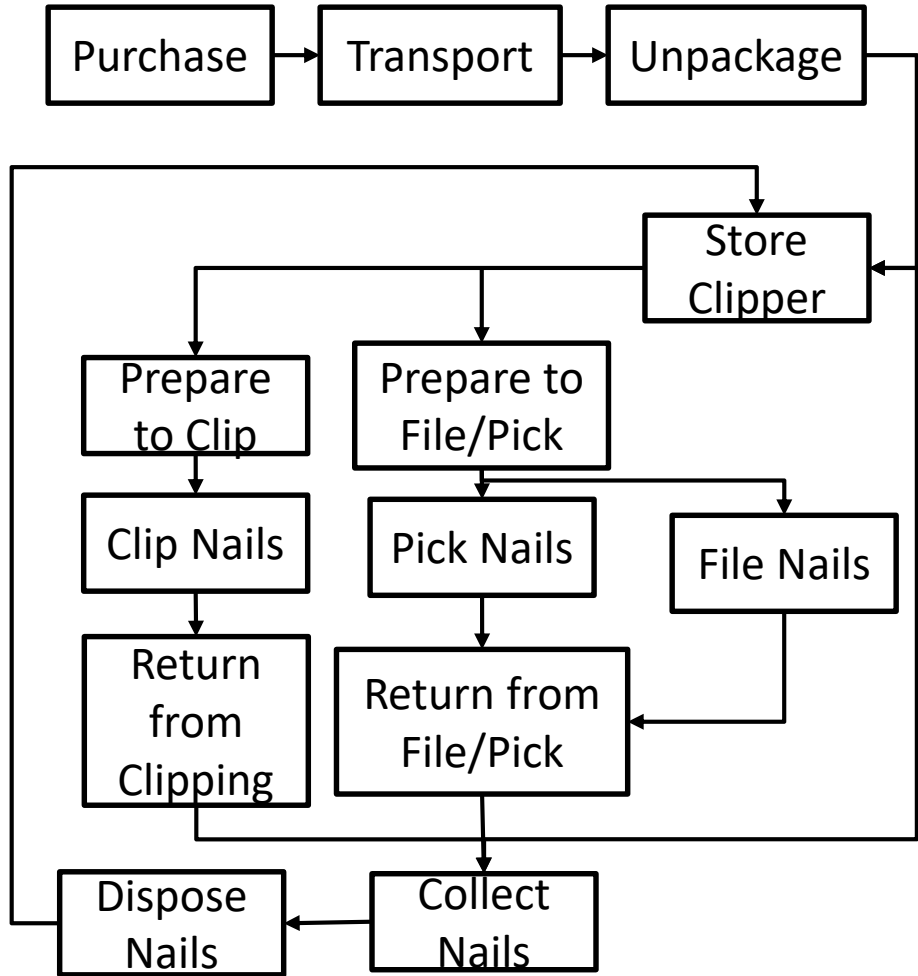 Purchase
Transport
Unpackage
Store
Clipper
Prepare
to Clip
Prepare to
File/Pick
Clip Nails
Pick Nails
File Nails
Return
from
Clipping
Return from
File/Pick
Dispose
Nails
Collect
Nails